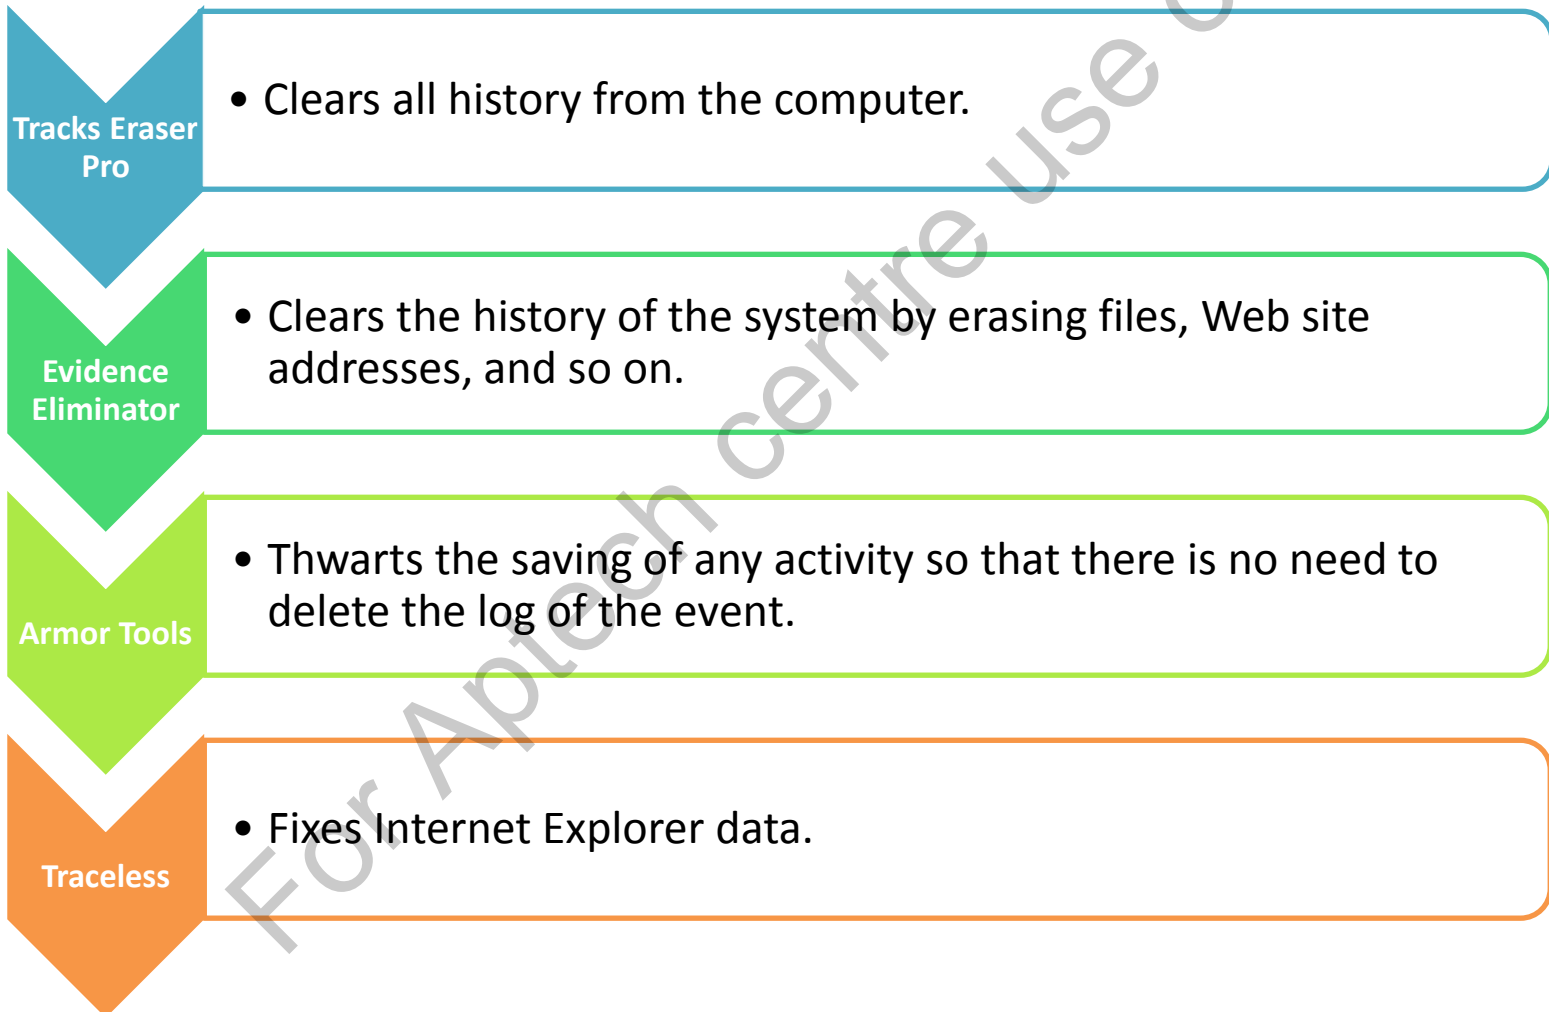 Tracks Eraser
Pro
• Clears all history from the computer.
Evidence
Eliminator
• Clears the history of the system by erasing files, Web site
addresses, and so on.
Armor Tools
• Thwarts the saving of any activity so that there is no need to
delete the log of the event.
Traceless
• Fixes Internet Explorer data.
For Aptech centre use